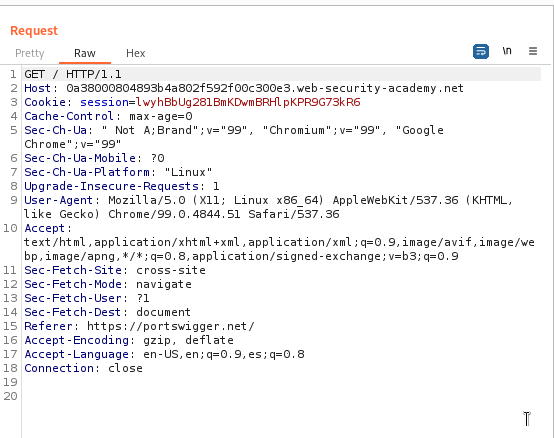 Request
Pretty Raw Hex \n
1 GET / HTTP/1.1
2 Host: 0a38000804893b4a802f592f00c300e3.web-security-academy.net
3 Cookie: session=lwyhBbUg281BmKDwmBRHlpKPR9G73kR6
4 Cache-Control: max-age=0
5 Sec-Ch-Ua: " Not A;Brand";v="99", "Chromium";v="99", "Google
Chrome";v="99"
6 Sec-Ch-Ua-Mobile: ?0
7 Sec-Ch-Ua-Platform: "Linux"
8 Upgrade-Insecure-Requests: 1
9 User-Agent: Mozilla/5.0 (X11; Linux x86_64) AppleWebKit/537.36 (KHTML,
like Gecko) Chrome/99.0.4844.51 Safari/537.36
10 Accept:
text/html,application/xhtml+xml,application/xml;q=0.9,image/avif,image/we
bp,image/apng,*/*;q=0.8,application/signed-exchange;v=b3;q=0.9
11 Sec-Fetch-Site: cross-site
12 Sec-Fetch-Mode: navigate
13 Sec-Fetch-User: ?1
14 Sec-Fetch-Dest: document
15 Referer: https://portswigger.net/
16 Accept-Encoding: gzip, deflate
17 Accept-Language: en-US,en;q=0.9,es;q=0.8
18 Connection: close
19
20